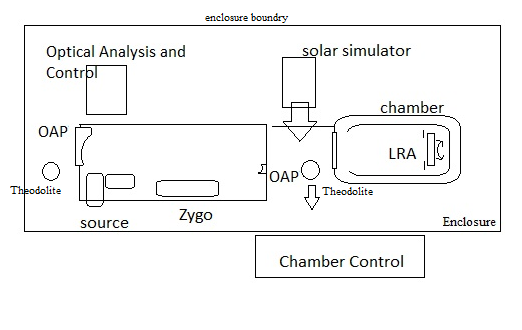 enclosure boundry
Optical Analysis and
Control
solar simulator
chamber
OAP
LRA
OAP
Theodolite
Theodolite
source
Zygo
Enclosure
Chamber Control